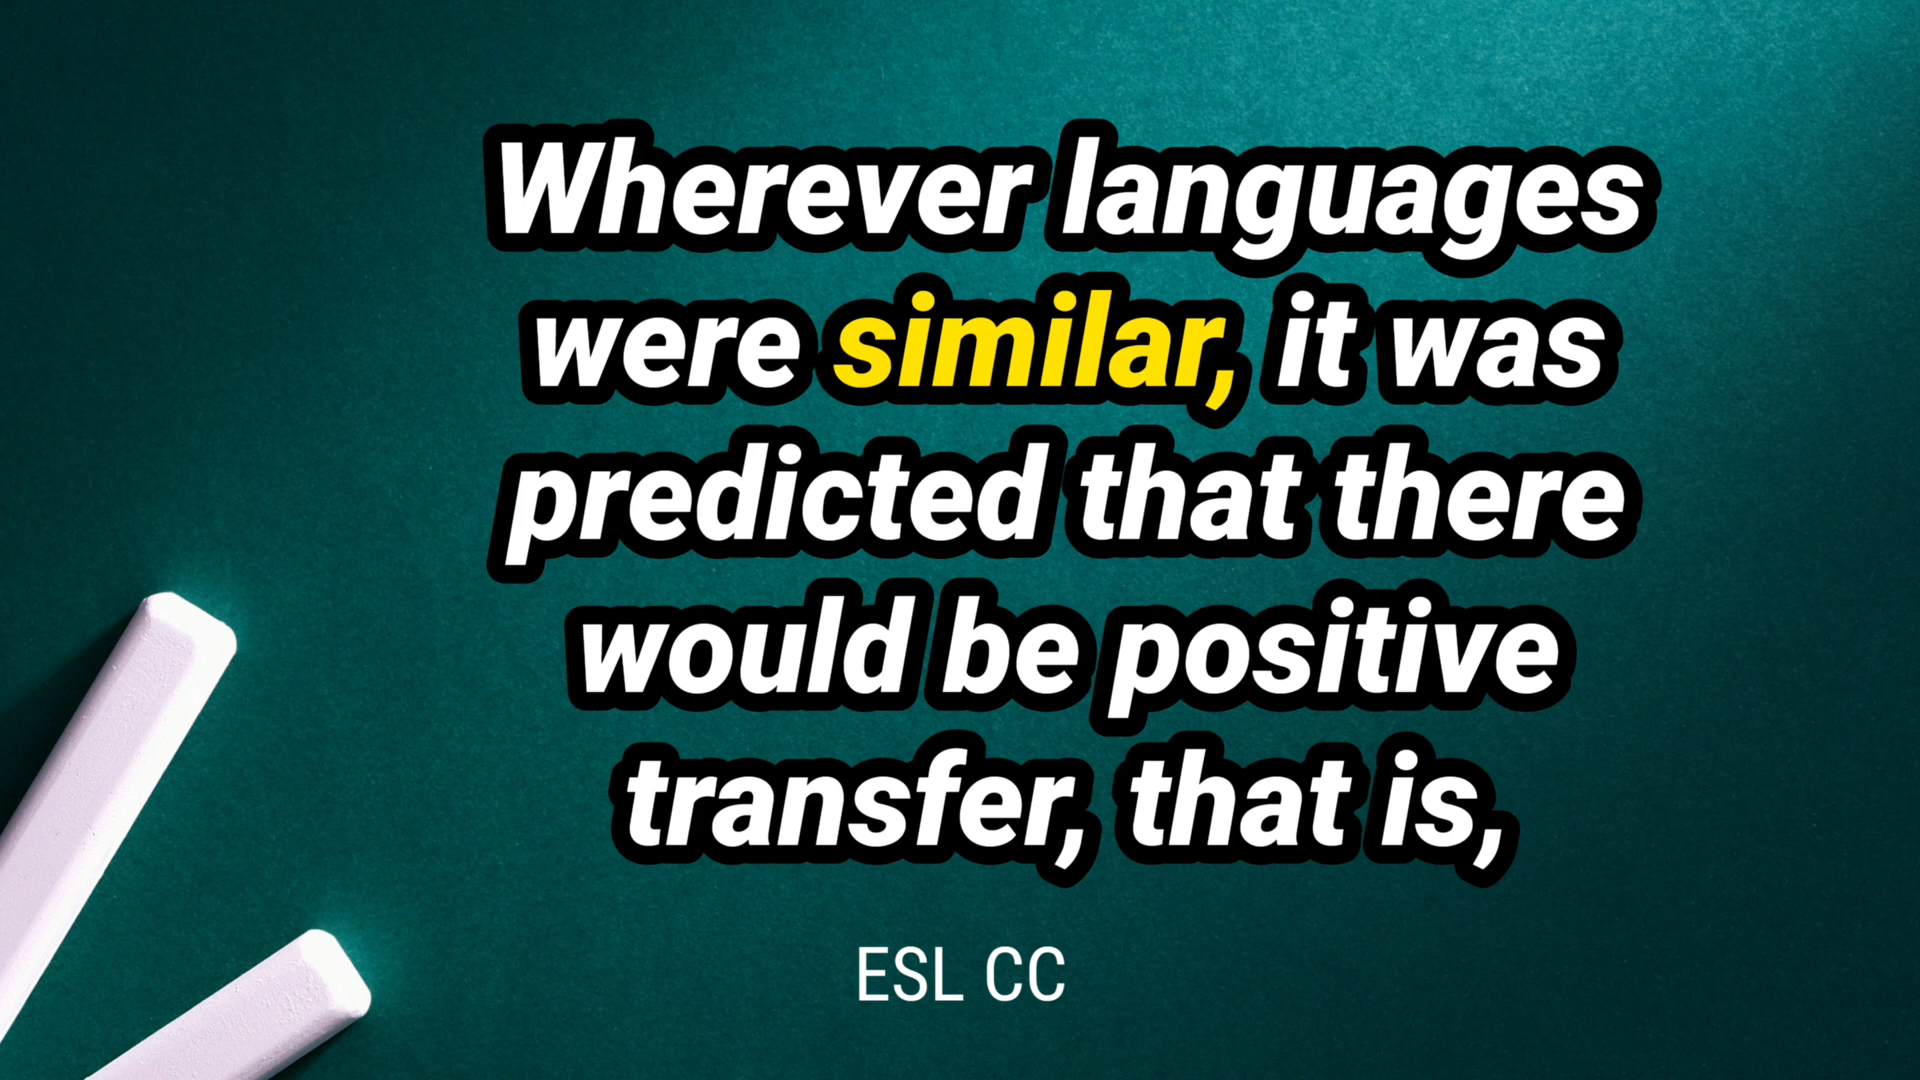 Wherever languages
were similar, it was
predicted that there
would be positive
transfer, that is,
ESL CC